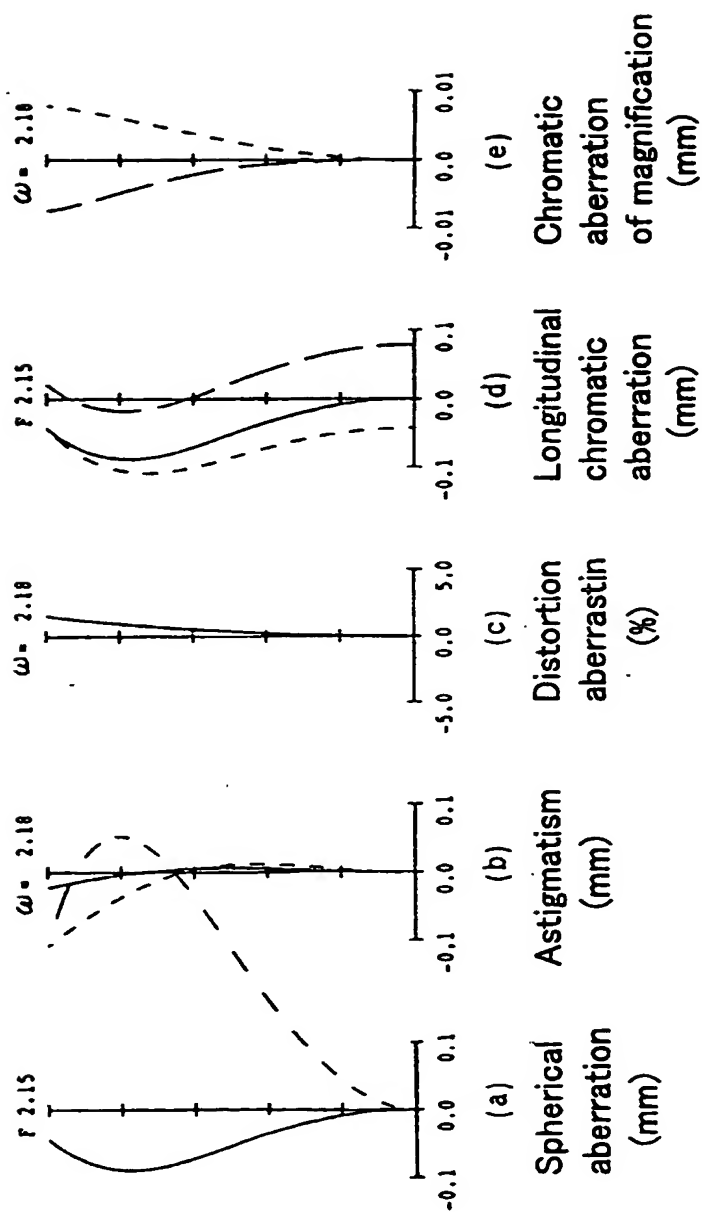 F 2.15
-0.1 0.0 0.1
(a)
Spherical
aberration
(mm)
ω= 2.18
-0.1 0.0 0.1
(b)
Astigmatism
(mm)
ω= 2.18
-5.0 0.0 5.0
(c)
Distortion
aberrastin
(%)
F 2.15
-0.1 0.0 0.1
(d)
Longitudinal
chromatic
aberration
(mm)
ω= 2.18
-0.01 0.0 0.01
(e)
Chromatic
aberration
of magnification
(mm)